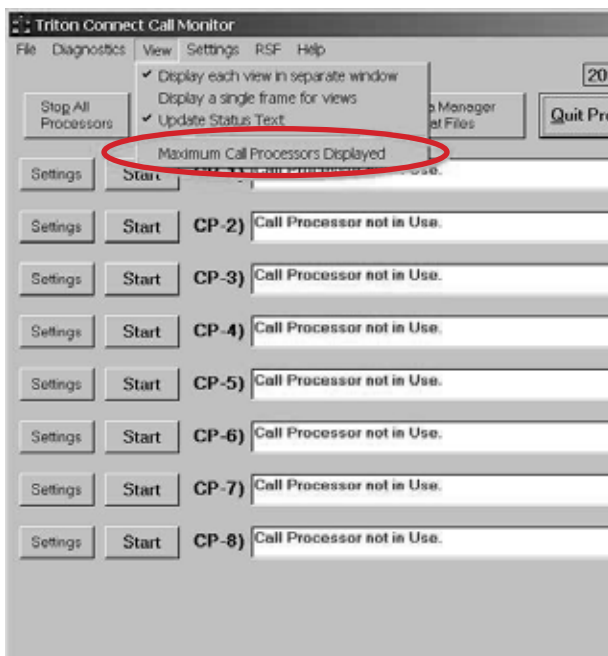 Triton Connect Call Monitor
File Diagnostics View Settings RSF Help
✔ Display each view in separate window
Display a single frame for views
✔ Update Status Text
Maximum Call Processors Displayed
20
Stop All
Processors
Manager
Files
Quit Pr
Settings Start Use.
Settings Start CP-2) Call Processor not in Use.
Settings Start CP-3) Call Processor not in Use.
Settings Start CP-4) Call Processor not in Use.
Settings Start CP-5) Call Processor not in Use.
Settings Start CP-6) Call Processor not in Use.
Settings Start CP-7) Call Processor not in Use.
Settings Start CP-8) Call Processor not in Use.